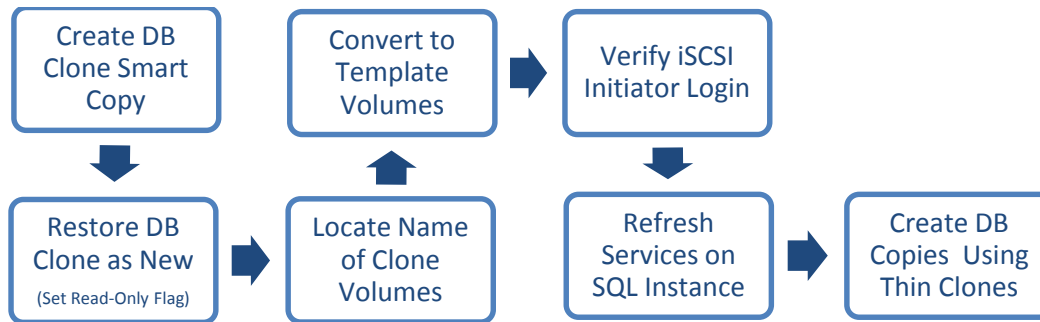 Create DB
Clone Smart
Copy
Restore DB
Clone as New
(Set Read-Only Flag)
Locate Name
of Clone
Volumes
Convert to
Template
Volumes
Verify iSCSI
Initiator Login
Refresh
Services on
SQL Instance
Create DB
Copies Using
Thin Clones